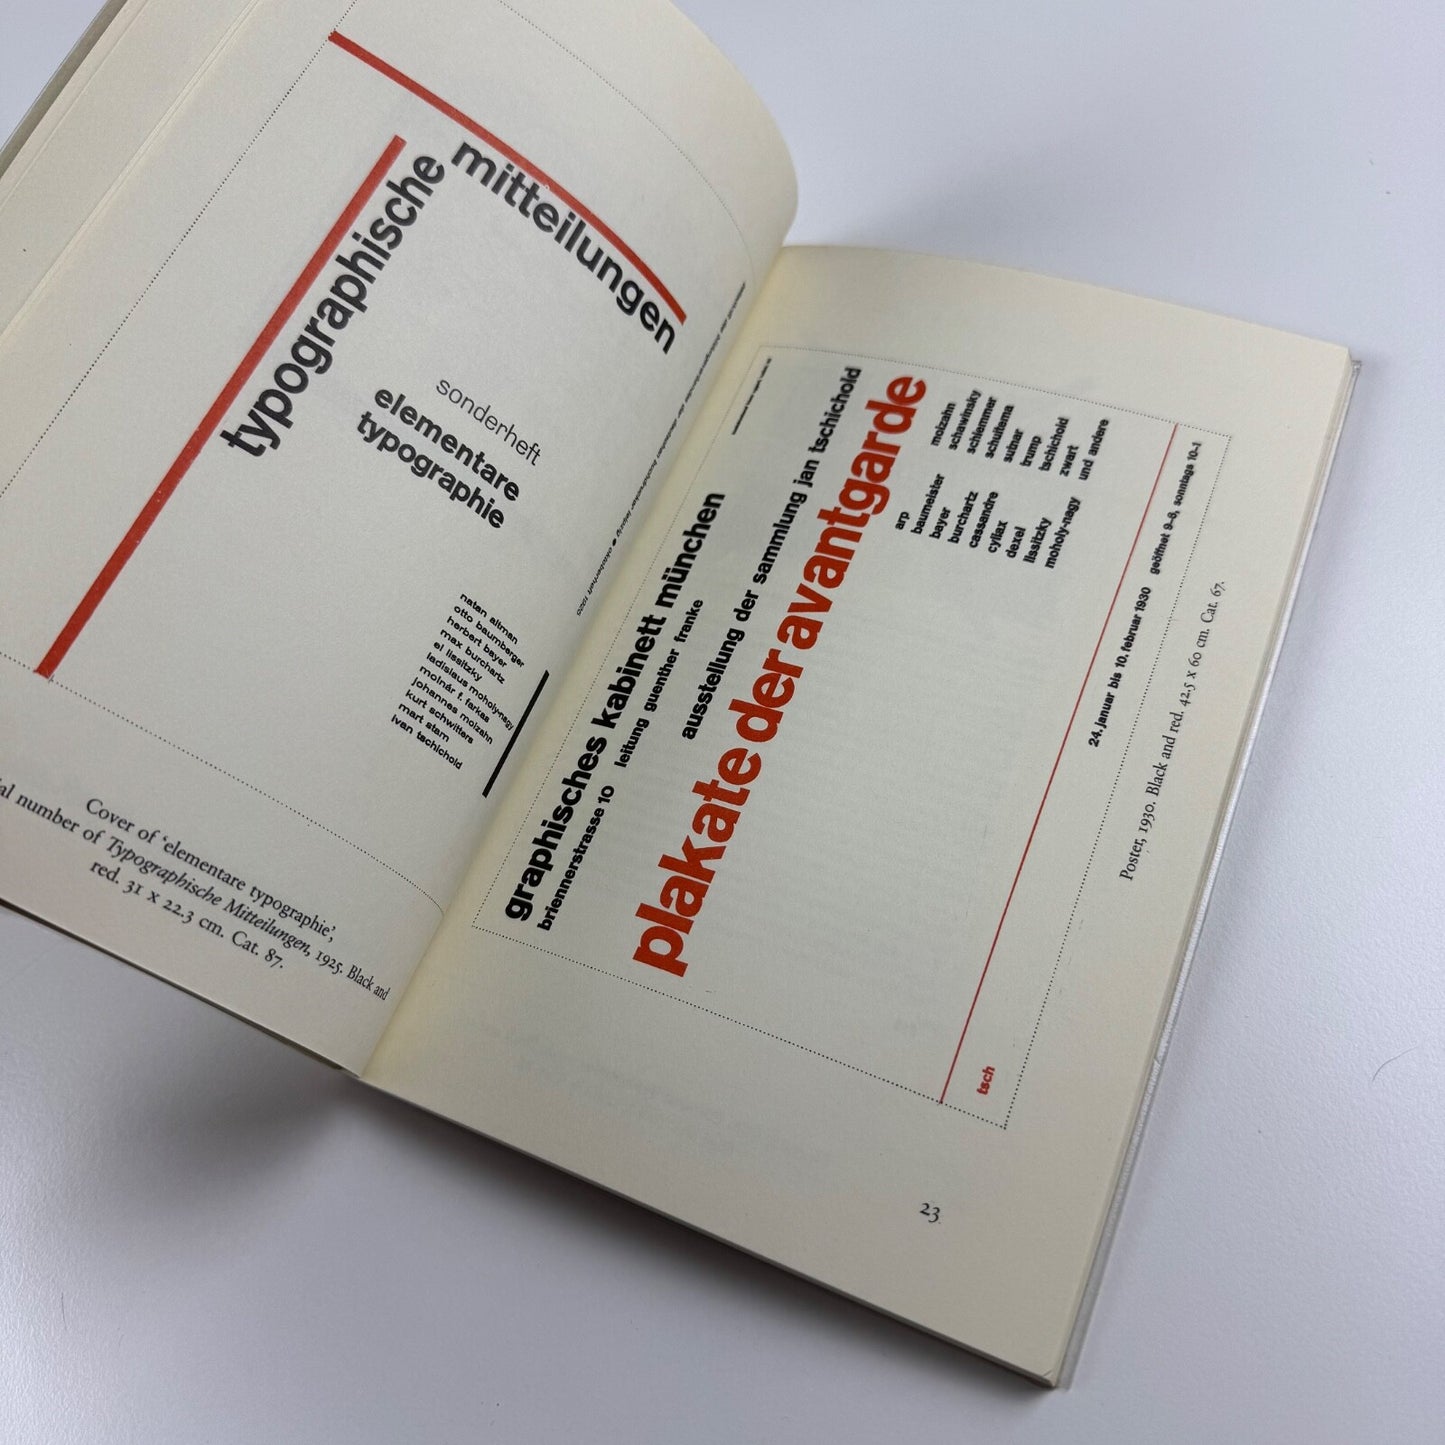 typographische
mitteilungen
sonderheft
elementare
typographie
natan altman
otto baumberger
herbert bayer
max burchartz
el lissitzky
ladislaus moholy-nagy
molnár f. farkas
johannes molzahn
kurt schwitters
mart stam
ivan tschichold
Cover of ‘elementare typographie’,
al number of Typographische Mitteilungen, 1925. Black and
red. 31 x 22.3 cm. Cat. 87.
graphisches kabinett münchen
briennerstrasse 10 leitung guenther franke
ausstellung der sammlung jan tschichold
plakate der avantgarde
arp
baumeister
bayer
burchartz
cassandre
cyliax
dexel
lissitzky
moholy-nagy
molzahn
schawinsky
schlemmer
schuitema
sutnar
trump
tschichold
zwart
und andere
24. januar bis 10. februar 1930 geöffnet 9–6, sonntags 10–1
tsch
Poster, 1930. Black and red. 42.5 x 60 cm. Cat. 67.
23